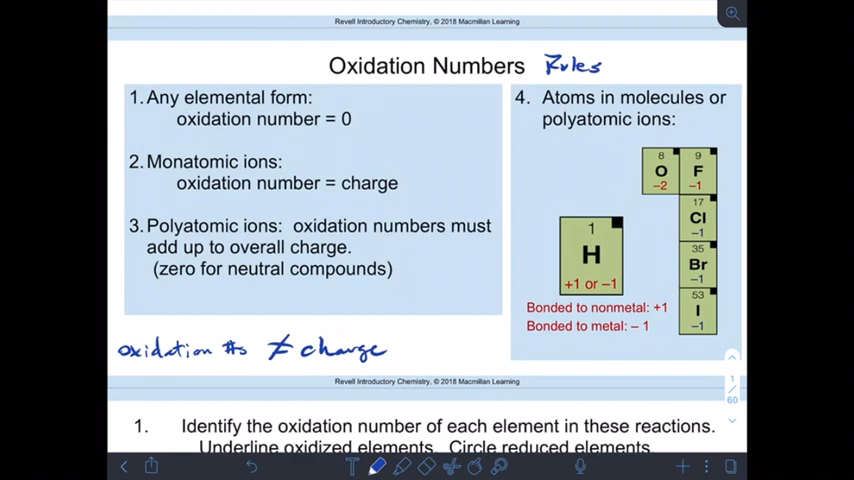 Revell Introductory Chemistry, © 2018 Macmillan Learning
Oxidation Numbers Rules
1. Any elemental form:
oxidation number = 0
2. Monatomic ions:
oxidation number = charge
3. Polyatomic ions: oxidation numbers must
add up to overall charge.
(zero for neutral compounds)
oxidation #s ≠ charge
4. Atoms in molecules or
polyatomic ions:
8
O
–2
9
F
–1
17
Cl
–1
35
Br
–1
53
I
–1
1
H
+1 or –1
Bonded to nonmetal: +1
Bonded to metal: – 1
1
/
60
Revell Introductory Chemistry, © 2018 Macmillan Learning
1. Identify the oxidation number of each element in these reactions.
Underline oxidized elements. Circle reduced elements.